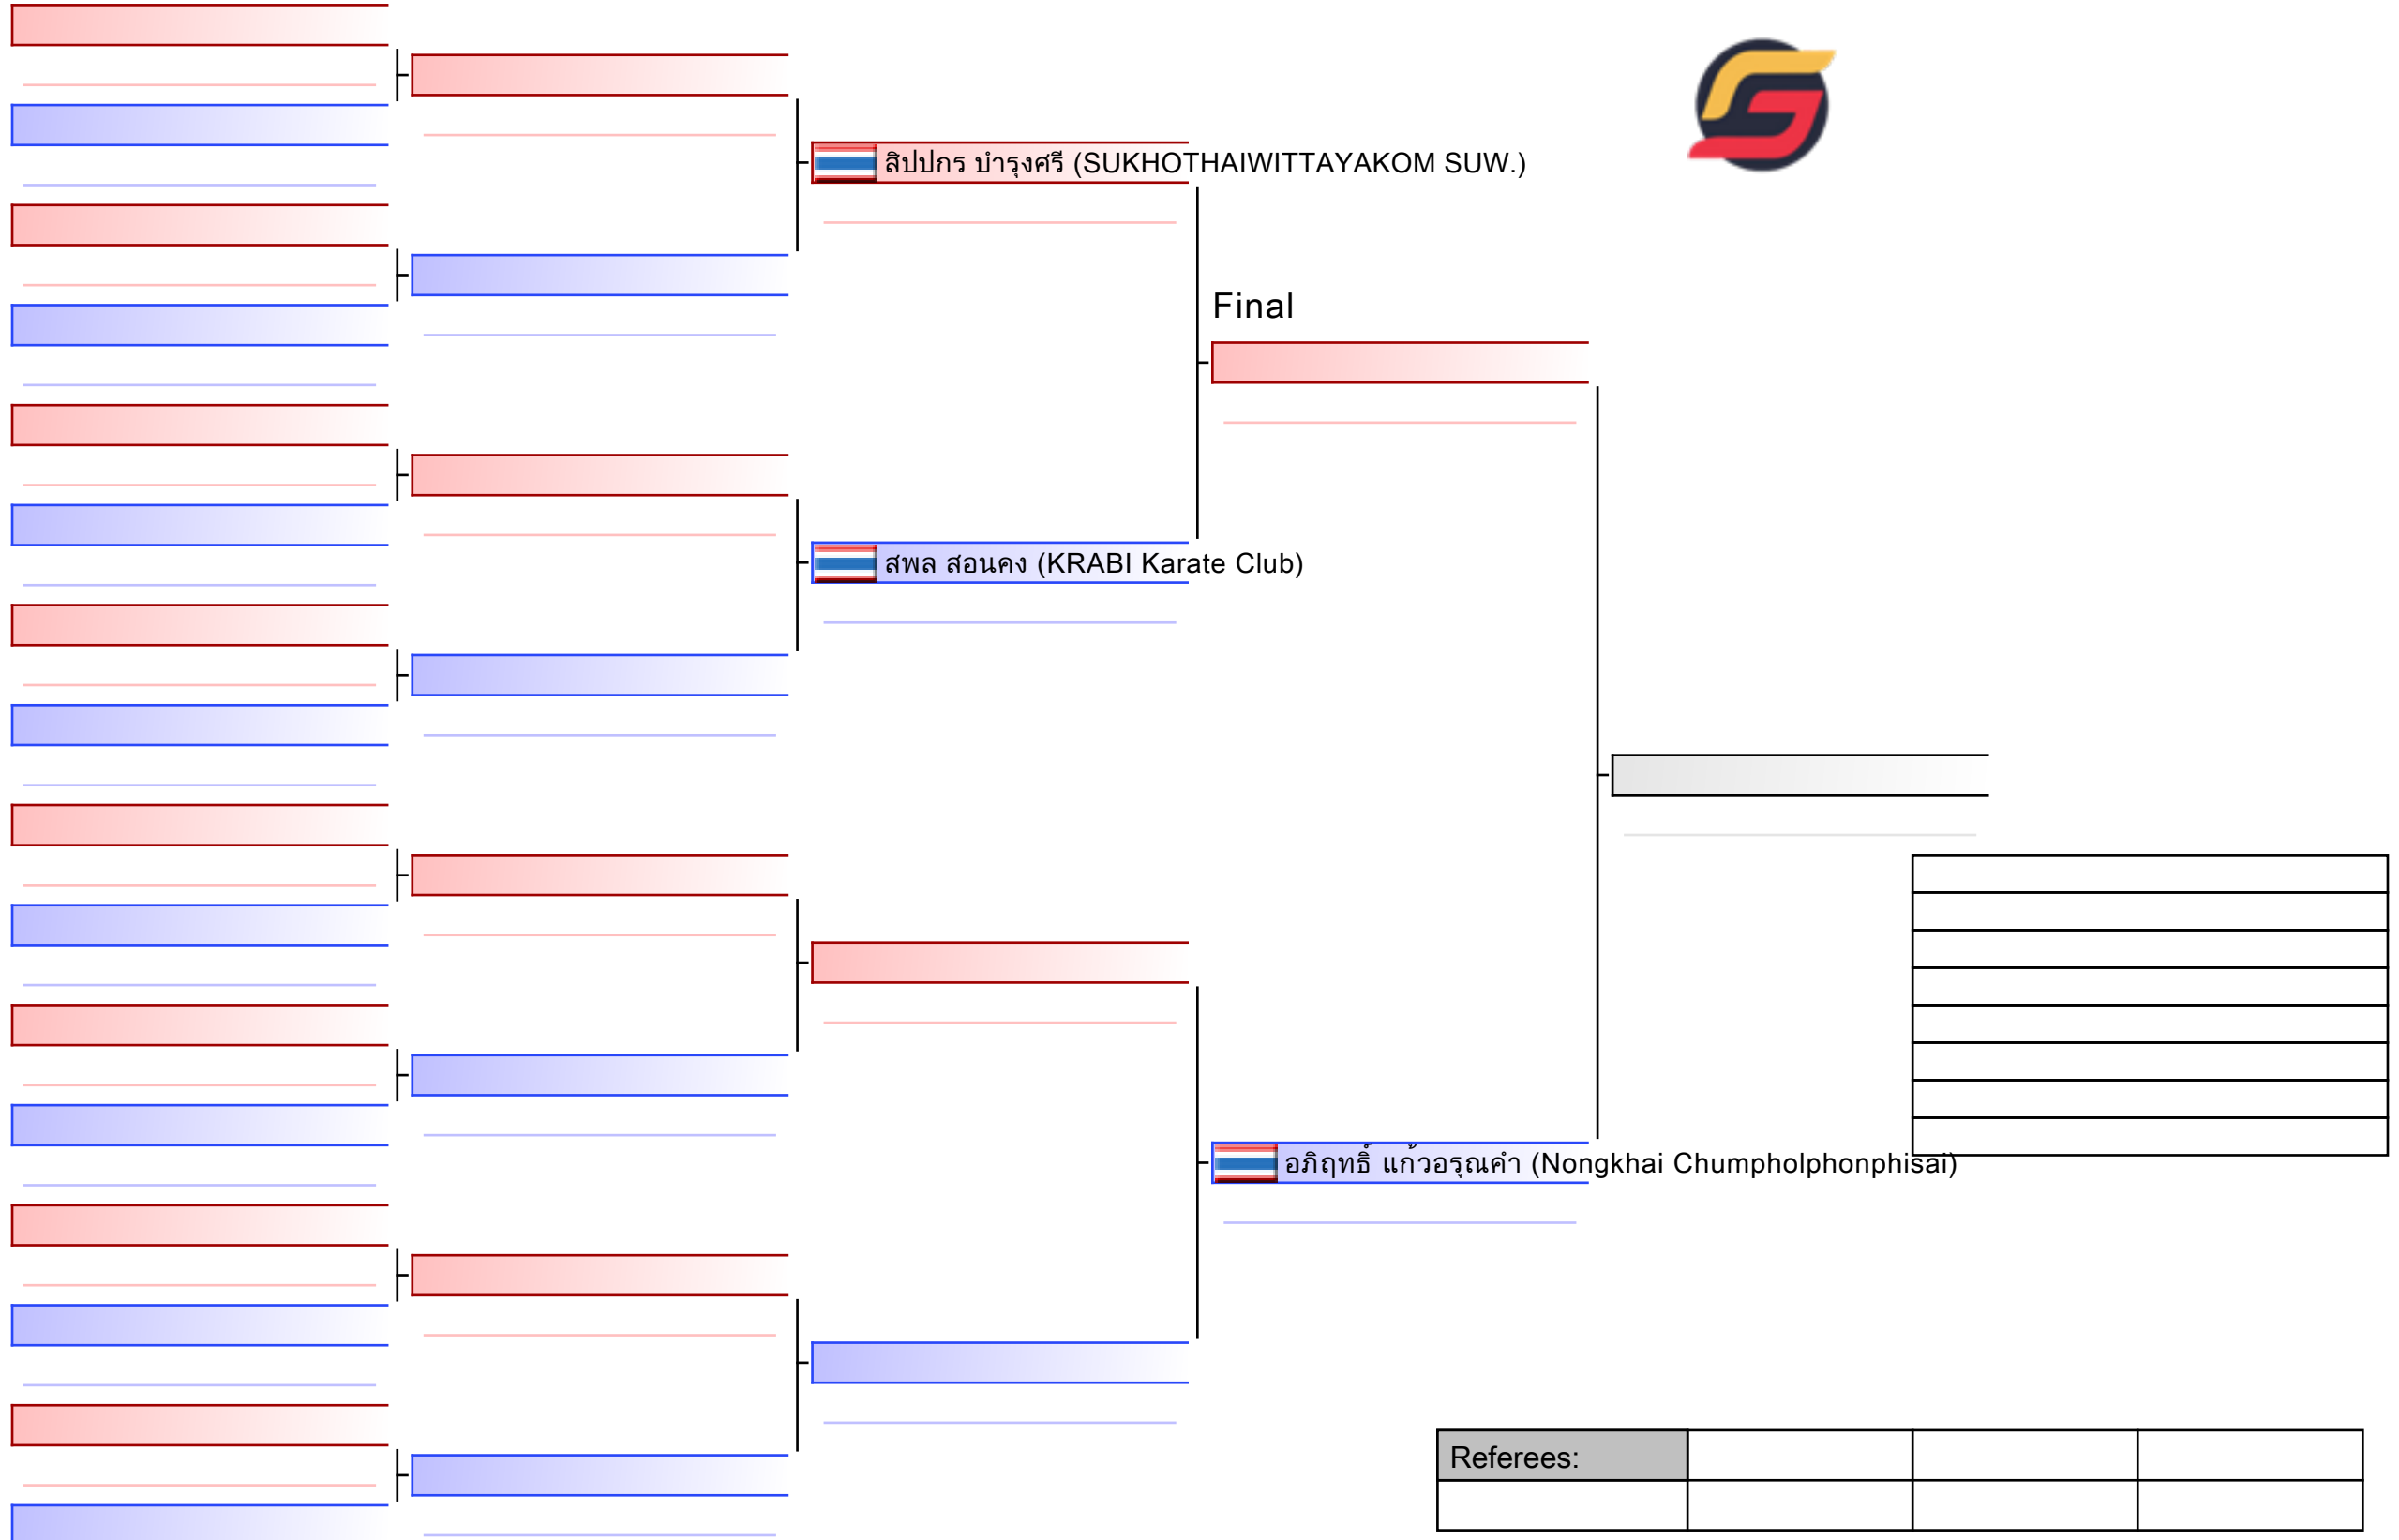 สิปปกร บำรุงศรี (SUKHOTHAIWITTAYAKOM SUW.)
Final
สพล สอนคง (KRABI Karate Club)
อภิฤทธิ์ แก้วอรุณคำ (Nongkhai Chumpholphonphisai)
Referees: